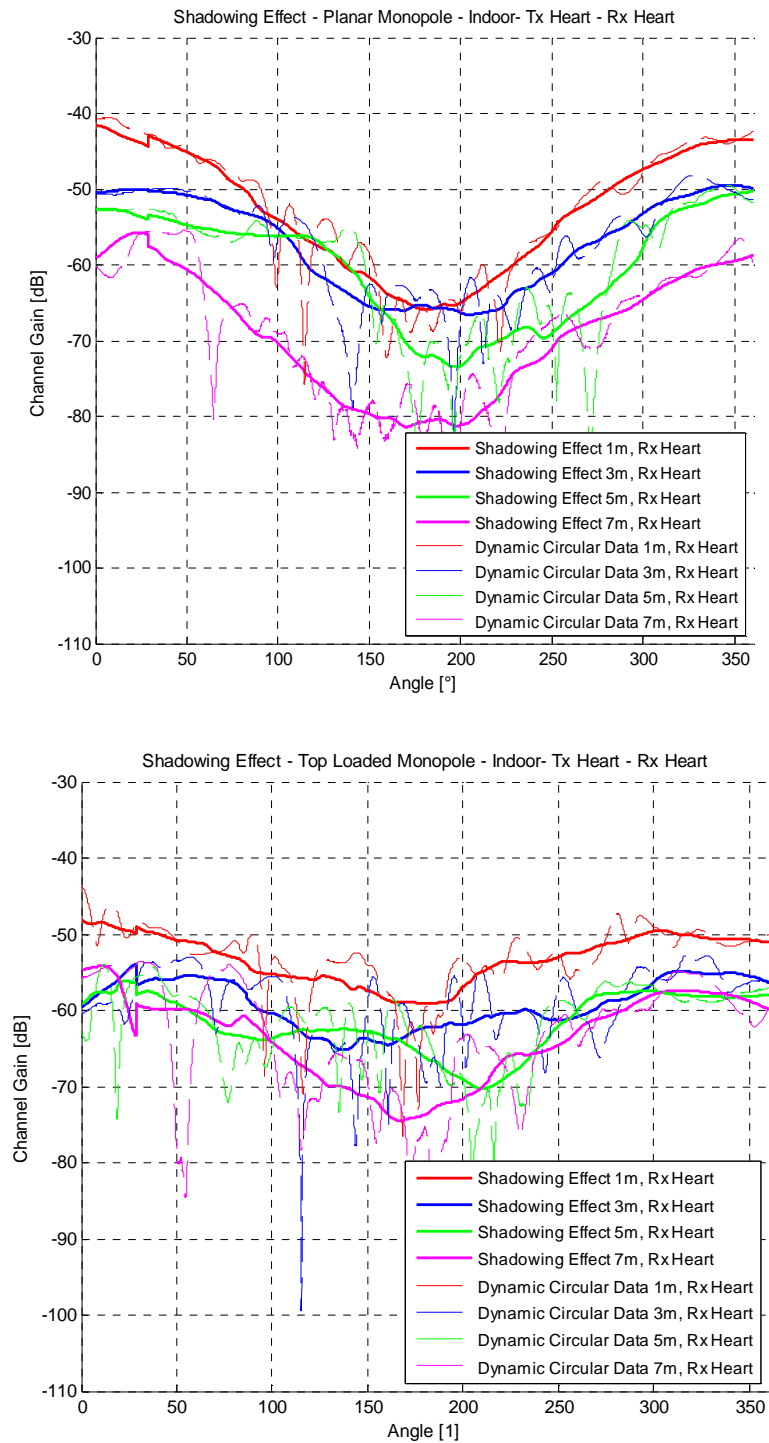 Shadowing Effect - Planar Monopole - Indoor- Tx Heart - Rx Heart
-30
-40
-50
-60
-70
-80
-90
-100
-110
Channel Gain [dB]
Shadowing Effect 1m, Rx Heart
Shadowing Effect 3m, Rx Heart
Shadowing Effect 5m, Rx Heart
Shadowing Effect 7m, Rx Heart
Dynamic Circular Data 1m, Rx Heart
Dynamic Circular Data 3m, Rx Heart
Dynamic Circular Data 5m, Rx Heart
Dynamic Circular Data 7m, Rx Heart
0 50 100 150 200 250 300 350
Angle [°]
Shadowing Effect - Top Loaded Monopole - Indoor- Tx Heart - Rx Heart
-30
-40
-50
-60
-70
-80
-90
-100
-110
Channel Gain [dB]
Shadowing Effect 1m, Rx Heart
Shadowing Effect 3m, Rx Heart
Shadowing Effect 5m, Rx Heart
Shadowing Effect 7m, Rx Heart
Dynamic Circular Data 1m, Rx Heart
Dynamic Circular Data 3m, Rx Heart
Dynamic Circular Data 5m, Rx Heart
Dynamic Circular Data 7m, Rx Heart
0 50 100 150 200 250 300 350
Angle [1]